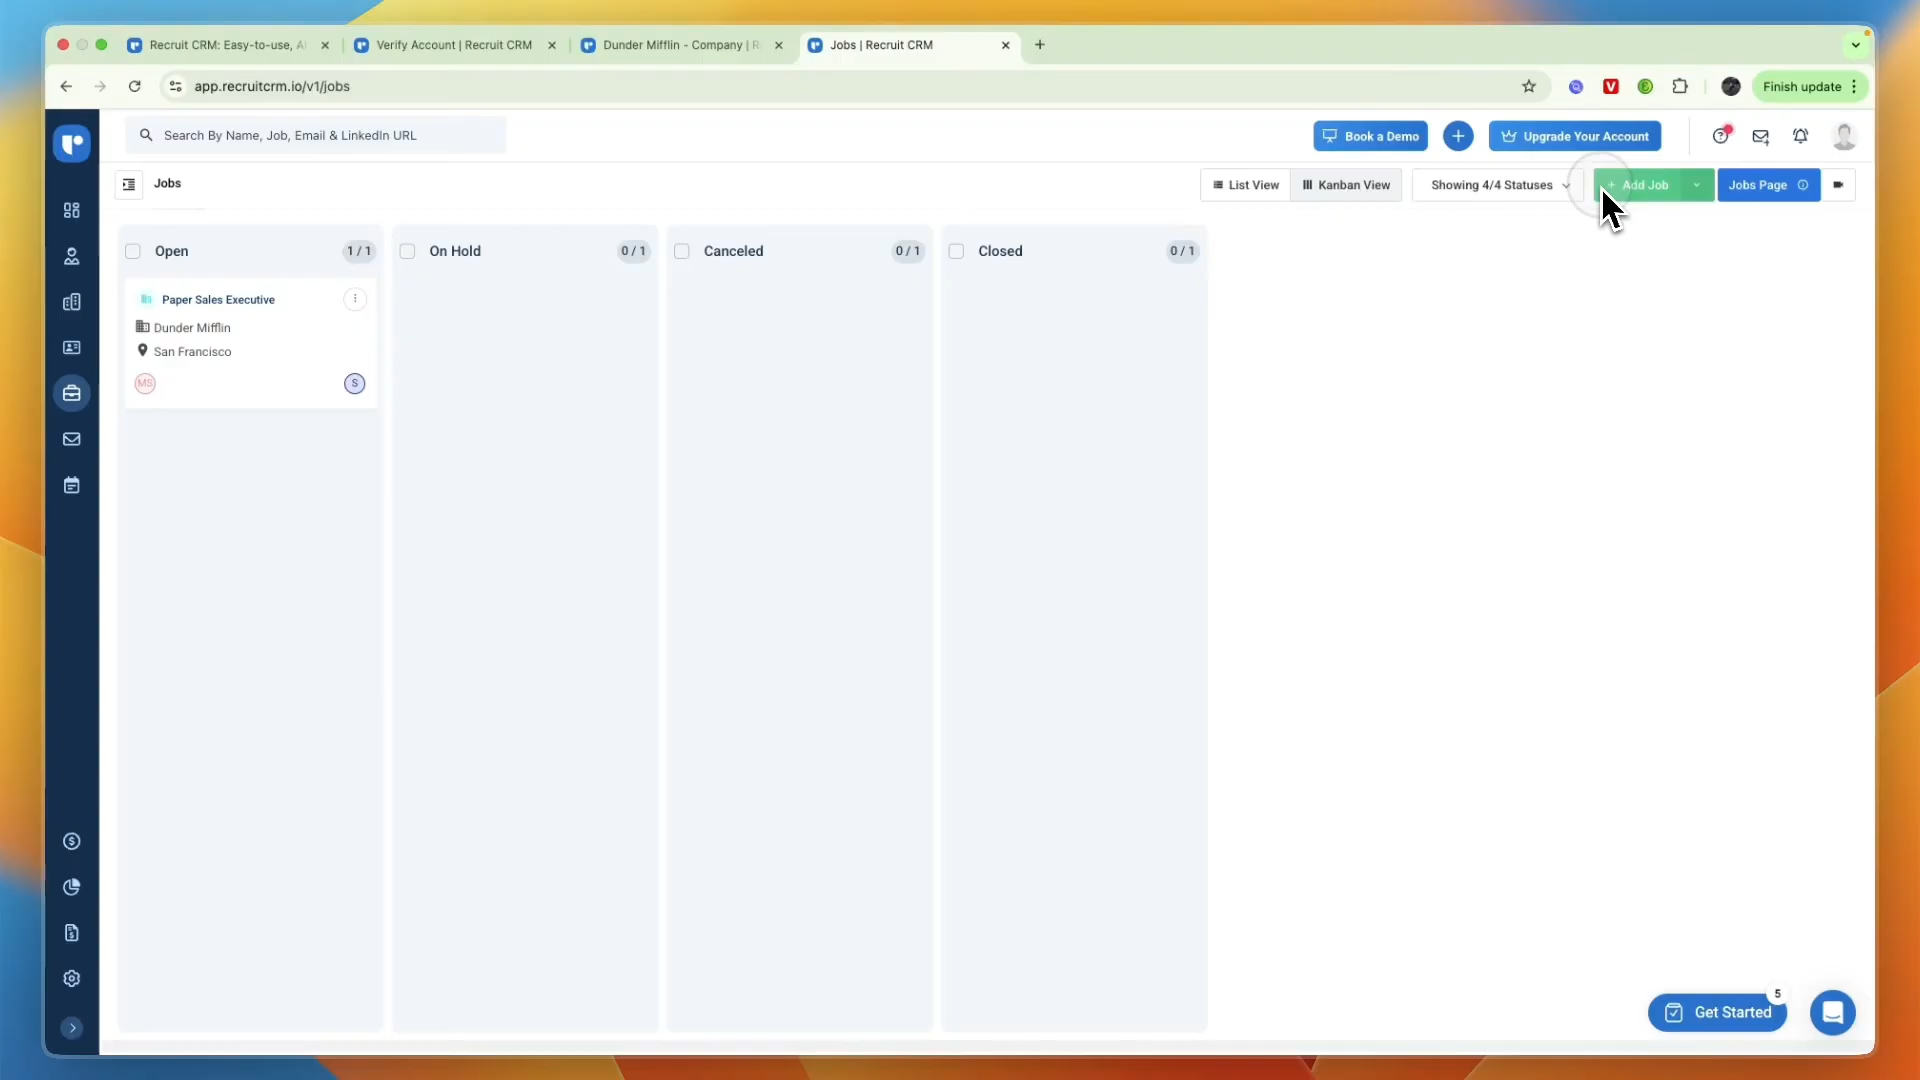 Recruit CRM: Easy-to-use, A
Verify Account | Recruit CRM
Dunder Mifflin - Company | R
Jobs | Recruit CRM
app.recruitcrm.io/v1/jobs
Finish update
Search By Name, Job, Email & LinkedIn URL
Book a Demo
Upgrade Your Account
Jobs
List View
Kanban View
Showing 4/4 Statuses
+ Add Job
Jobs Page
Open 1 / 1
On Hold 0 / 1
Canceled 0 / 1
Closed 0 / 1
Paper Sales Executive
Dunder Mifflin
San Francisco
MS
S
5
Get Started